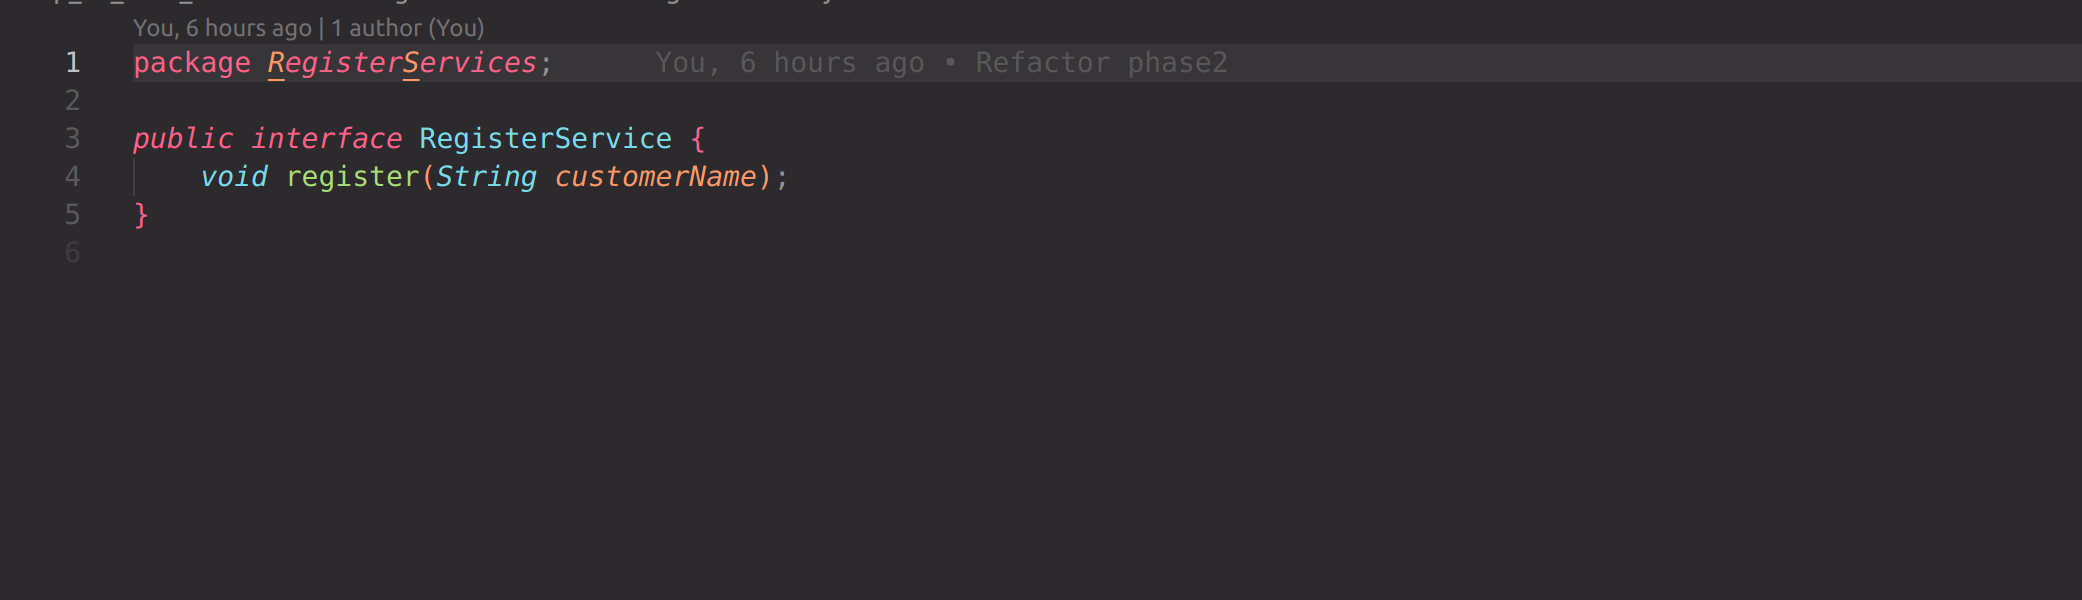 You, 6 hours ago | 1 author (You)
1 package RegisterServices; You, 6 hours ago • Refactor phase2
2
3 public interface RegisterService {
4 void register(String customerName);
5 }
6